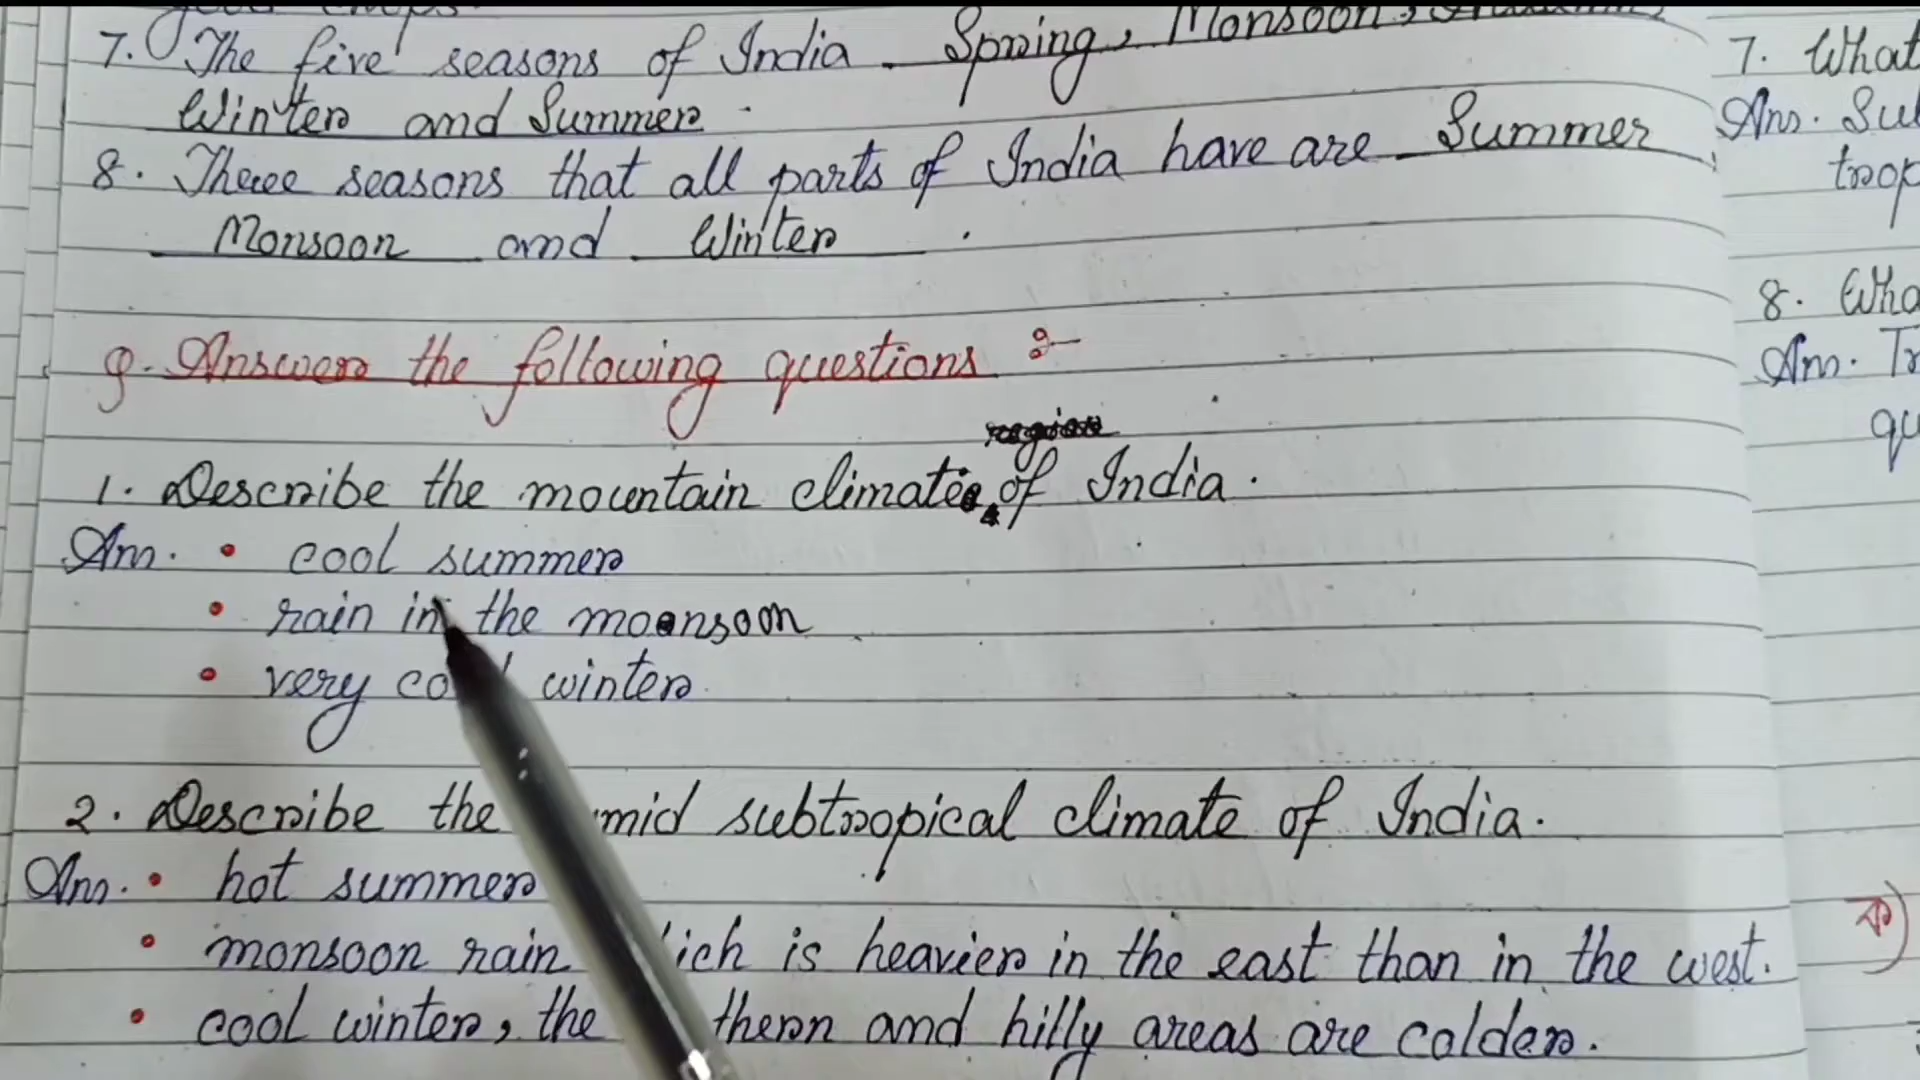 7. The five seasons of India Spring, Monsoon,
Winter and Summer.
8. Three seasons that all parts of India have are Summer
Monsoon and Winter.
g. Answer the following questions :-
region
1. Describe the mountain climate of India.
Ans. • cool summer
• rain in the monsoon
• very winter
2. Describe the subtropical climate of India.
Ans. • hot summer
• monsoon rain is heavier in the east than in the west.
• cool winter, the and hilly areas are colder.
7. What
Ans. Su
trop
8. Wha
Ans. Tr
qu